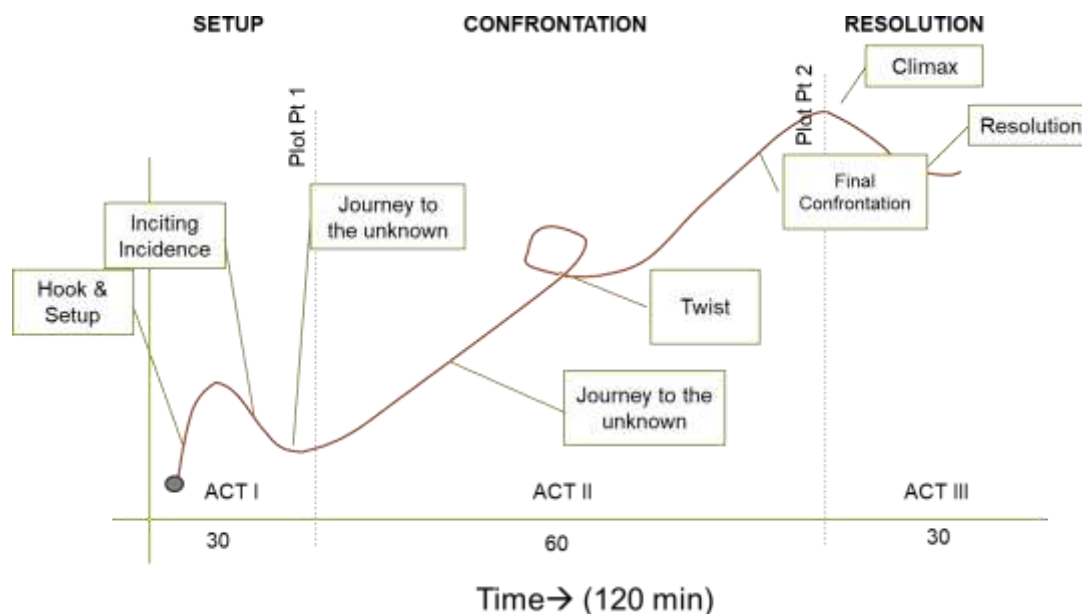 SETUP
CONFRONTATION
RESOLUTION
Plot Pt 1
Plot Pt 2
Climax
Resolution
Inciting
Incidence
Journey to
the unknown
Final
Confrontation
Hook &
Setup
Twist
Journey to the
unknown
ACT I
ACT II
ACT III
30
60
30
Time→ (120 min)